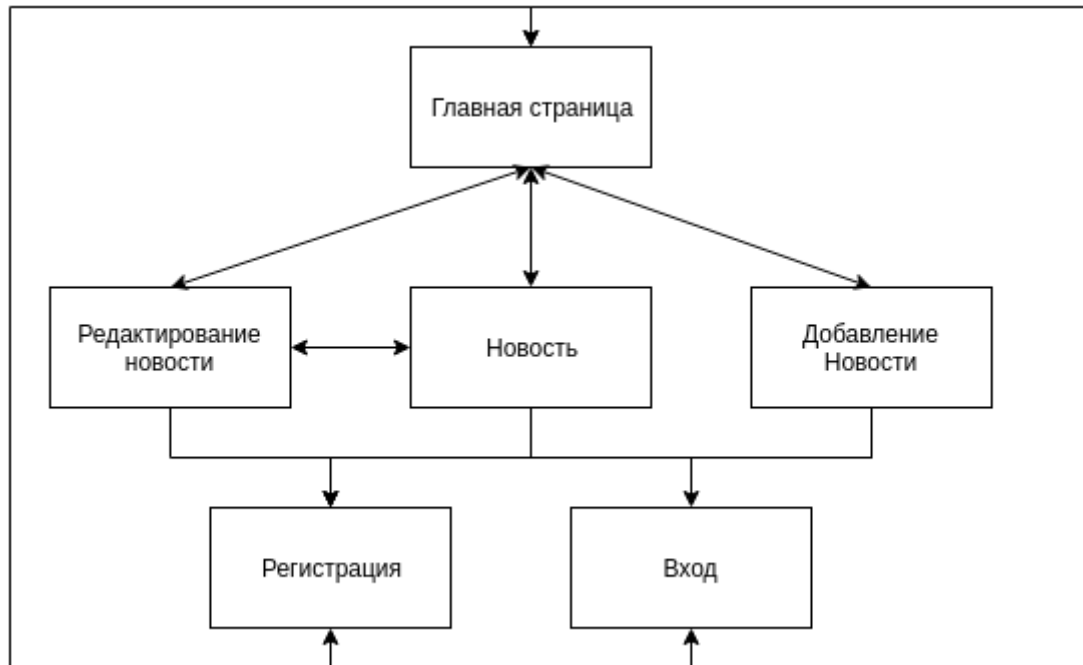 Главная страница
Редактирование
новости
Новость
Добавление
Новости
Регистрация
Вход